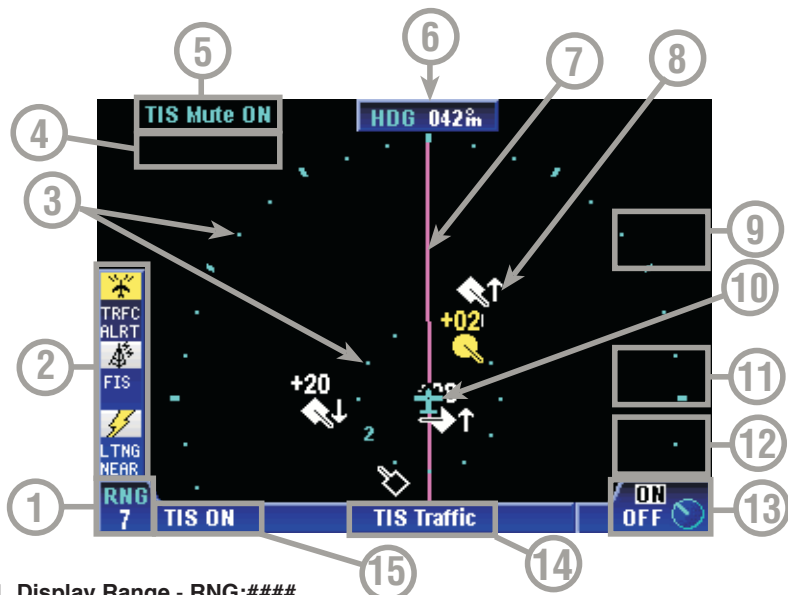 5
6
7
8
4
TIS Mute ON
HDG 042°m
3
9
10
+02
TRFC
ALRT
2
FIS
+20
11
2
12
LTNG
NEAR
1
RNG
7
TIS ON
TIS Traffic
ON
OFF
13
15
14
Display Range - RNG:####